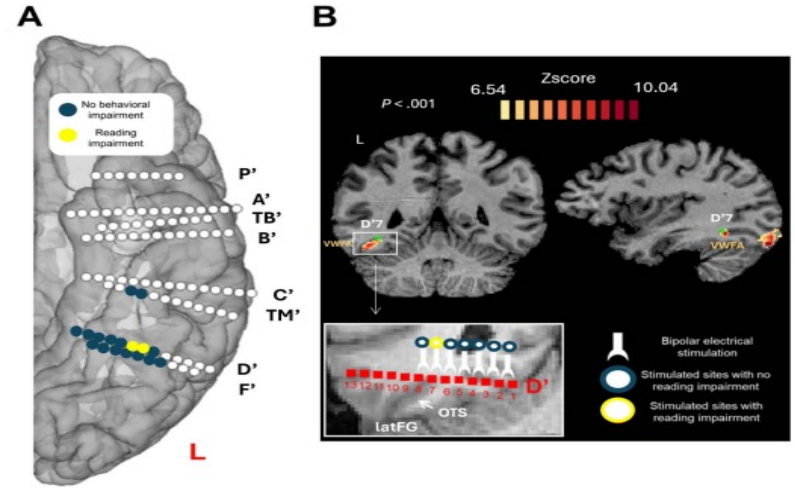 A
No behavioral
impairment
Reading
impairment
P’
A’
TB’
B’
C’
TM’
D’
F’
L
B
Zscore
6.54
10.04
P < .001
L
D’7
VWFA
D’7
VWFA
13 12 11 10 9 8 7 6 5 4 3 2 1
D’
OTS
latFG
Bipolar electrical
stimulation
Stimulated sites with no
reading impairment
Stimulated sites with
reading impairment